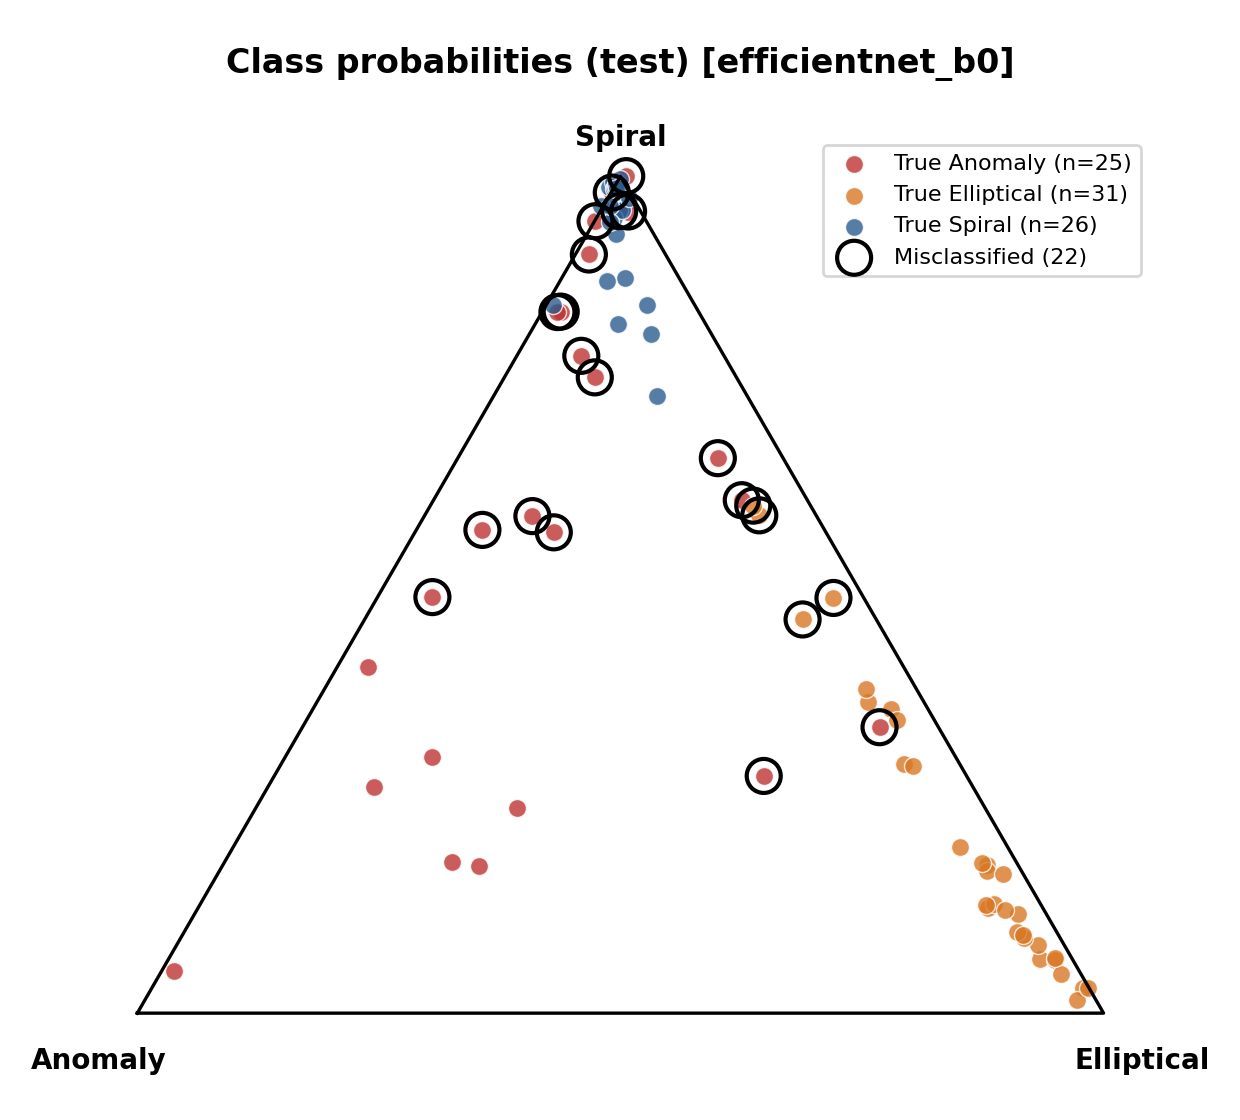 Class probabilities (test) [efficientnet_b0]
Spiral
True Anomaly (n=25)
True Elliptical (n=31)
True Spiral (n=26)
Misclassified (22)
Anomaly
Elliptical